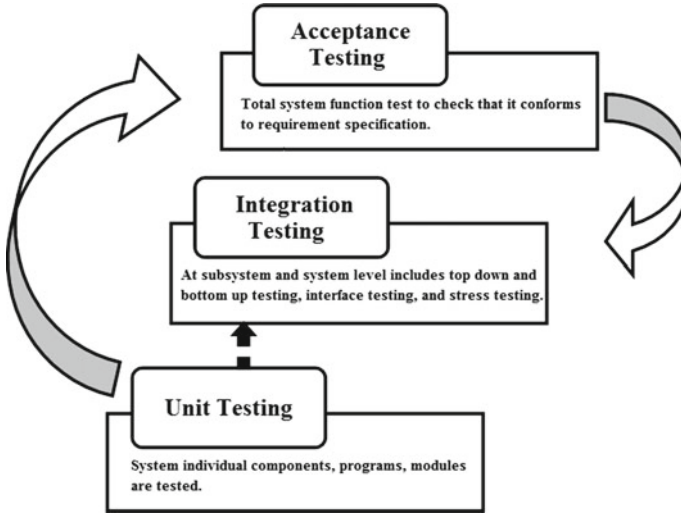 Acceptance
Testing
Total system function test to check that it conforms
to requirement specification.
Integration
Testing
At subsystem and system level includes top down and
bottom up testing, interface testing, and stress testing.
Unit Testing
System individual components, programs, modules
are tested.